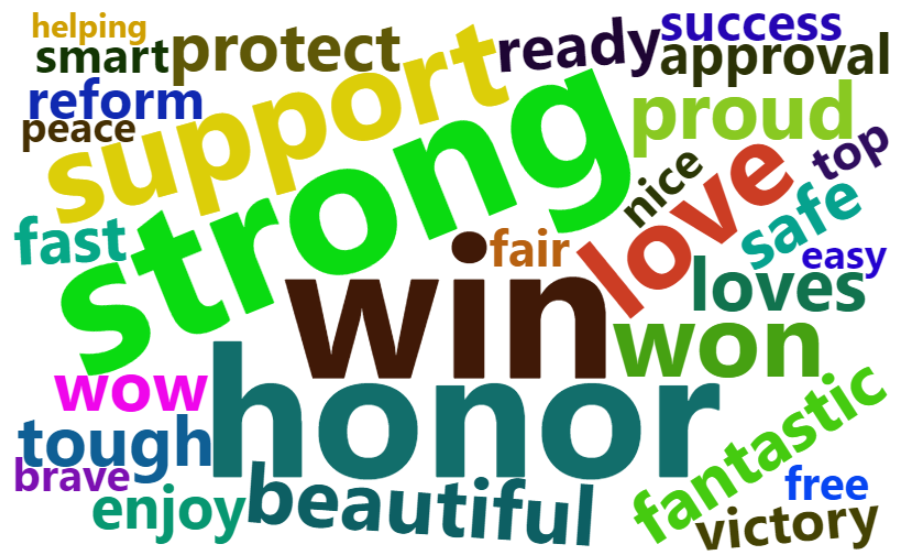 helping
smart
protect
ready
success
approval
reform
support
proud
peace
strong
love
nice
top
fast
fair
safe
easy
win
loves
won
wow
honor
tough
fantastic
brave
enjoy
beautiful
free
victory